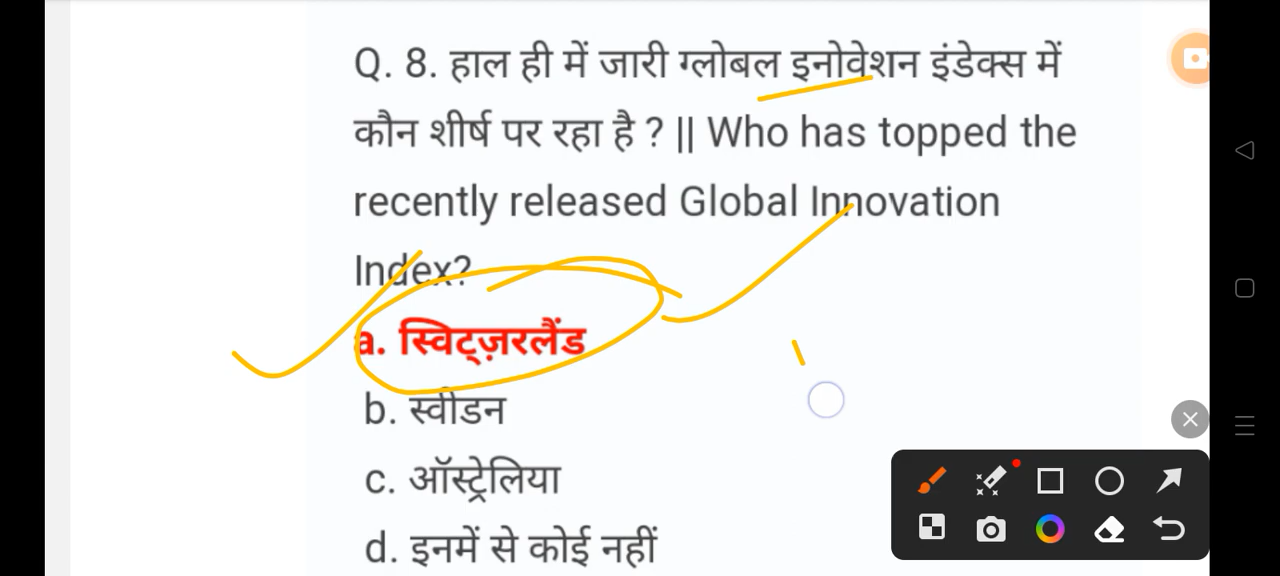 Q. 8. हाल ही में जारी ग्लोबल इनोवेशन इंडेक्स में
कौन शीर्ष पर रहा है ? || Who has topped the
recently released Global Innovation
Index?
a. स्विट्ज़रलैंड
b. स्वीडन
c. ऑस्ट्रेलिया
d. इनमें से कोई नहीं